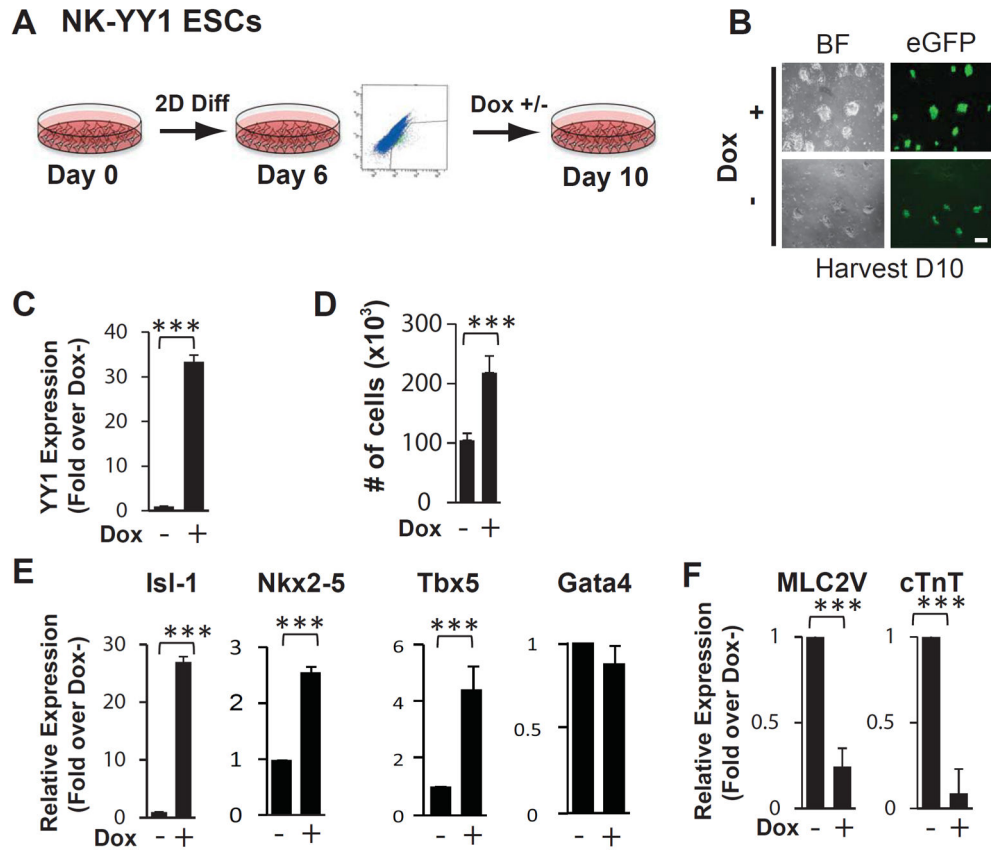 A NK-YY1 ESCs
2D Diff
Dox +/-
Day 0
Day 6
Day 10
B
BF
eGFP
Dox
+
-
Harvest D10
C
YY1 Expression
(Fold over Dox-)
***
40
30
20
10
0
Dox - +
D
# of cells (x10³)
***
300
200
100
0
Dox - +
E
Relative Expression
(Fold over Dox-)
Isl-1
***
30
20
10
0
Dox - +
Nkx2-5
***
3
2
1
0
- +
Tbx5
***
6
4
2
0
- +
Gata4
1
0.5
0
- +
F
Relative Expression
(Fold over Dox-)
MLC2V
***
1
0.5
0
Dox - +
cTnT
***
1
0.5
0
- +